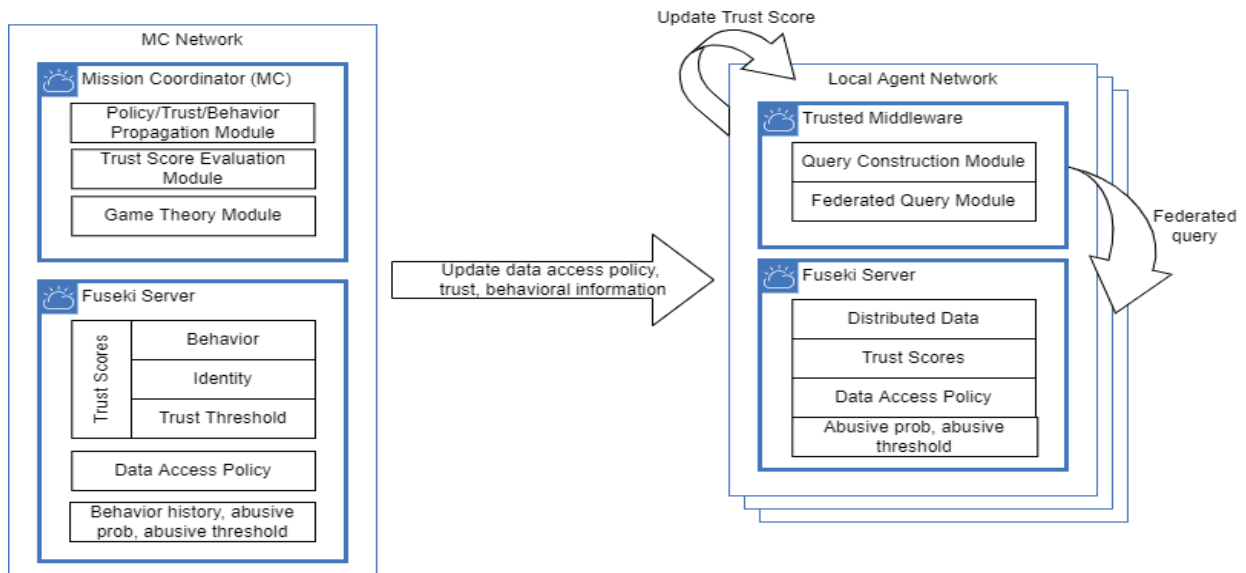 MC Network
Mission Coordinator (MC)
Policy/Trust/Behavior
Propagation Module
Trust Score Evaluation
Module
Game Theory Module
Fuseki Server
Trust Scores
Behavior
Identity
Trust Threshold
Data Access Policy
Behavior history, abusive
prob, abusive threshold
Update data access policy,
trust, behavioral information
Update Trust Score
Local Agent Network
Trusted Middleware
Query Construction Module
Federated Query Module
Federated
query
Fuseki Server
Distributed Data
Trust Scores
Data Access Policy
Abusive prob, abusive
threshold